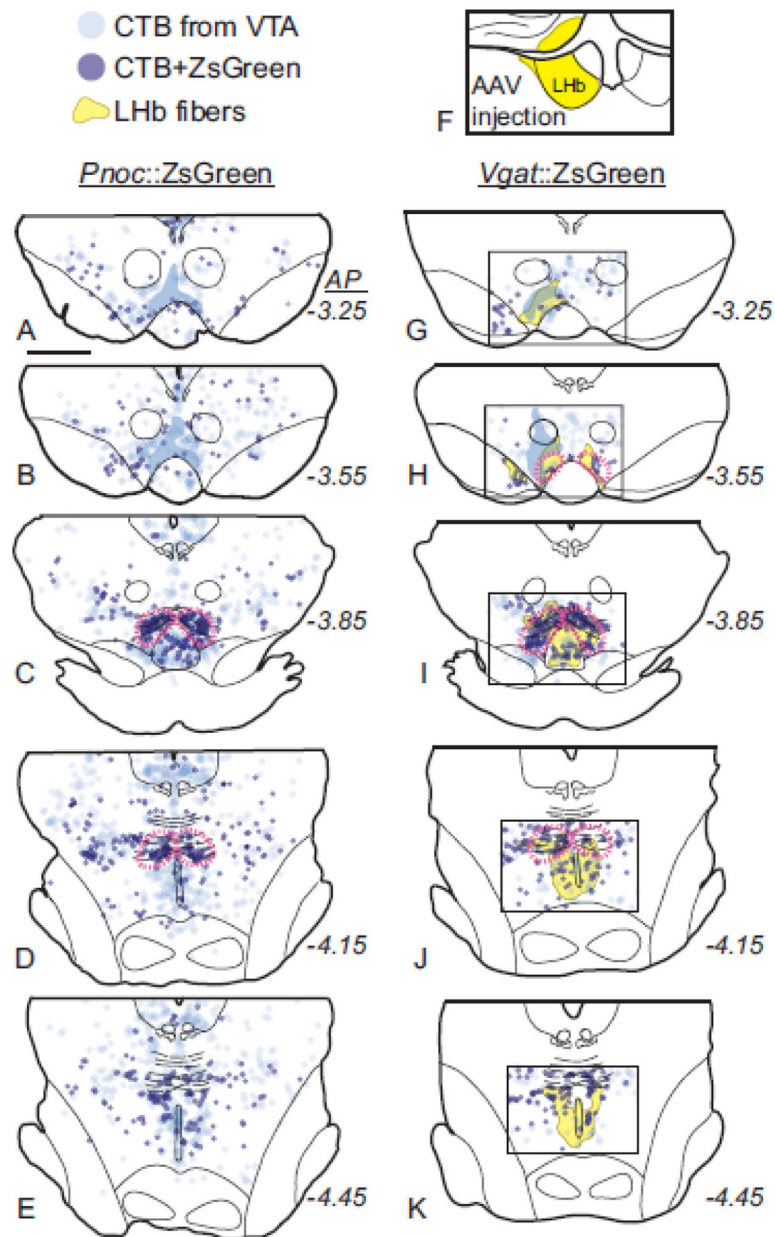 CTB from VTA
CTB+ZsGreen
LHb fibers
AAV
injection
LHb
F
Pnoc::ZsGreen
Vgat::ZsGreen
AP
-3.25
A
G
-3.25
B
-3.55
H
-3.55
C
-3.85
I
-3.85
D
-4.15
J
-4.15
E
-4.45
K
-4.45